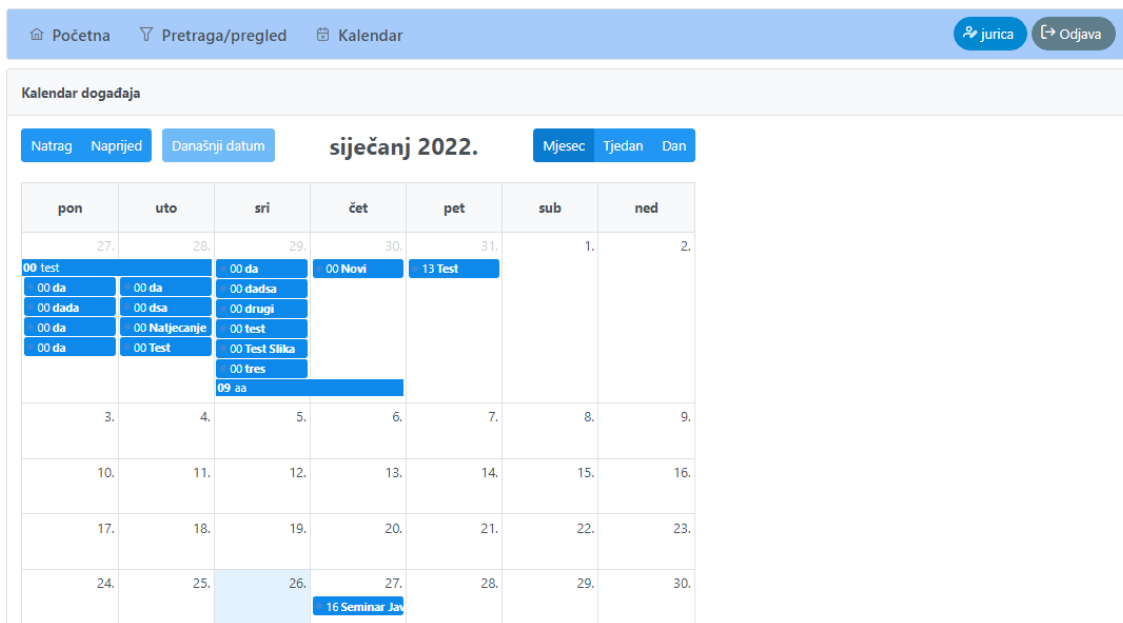 Početna Pretraga/pregled Kalendar jurica Odjava
Kalendar događaja
Natrag Naprijed Današnji datum siječanj 2022. Mjesec Tjedan Dan
pon uto sri čet pet sub ned
27. 28. 29. 30. 31. 1. 2.
00 test 00 da 00 Novi 13 Test
00 da 00 da 00 dadsa
00 dada 00 dsa 00 drugi
00 da 00 Natjecanje 00 test
00 da 00 Test 00 Test Slika
00 tres
09 aa
3. 4. 5. 6. 7. 8. 9.
10. 11. 12. 13. 14. 15. 16.
17. 18. 19. 20. 21. 22. 23.
24. 25. 26. 27. 28. 29. 30.
16 Seminar Jav